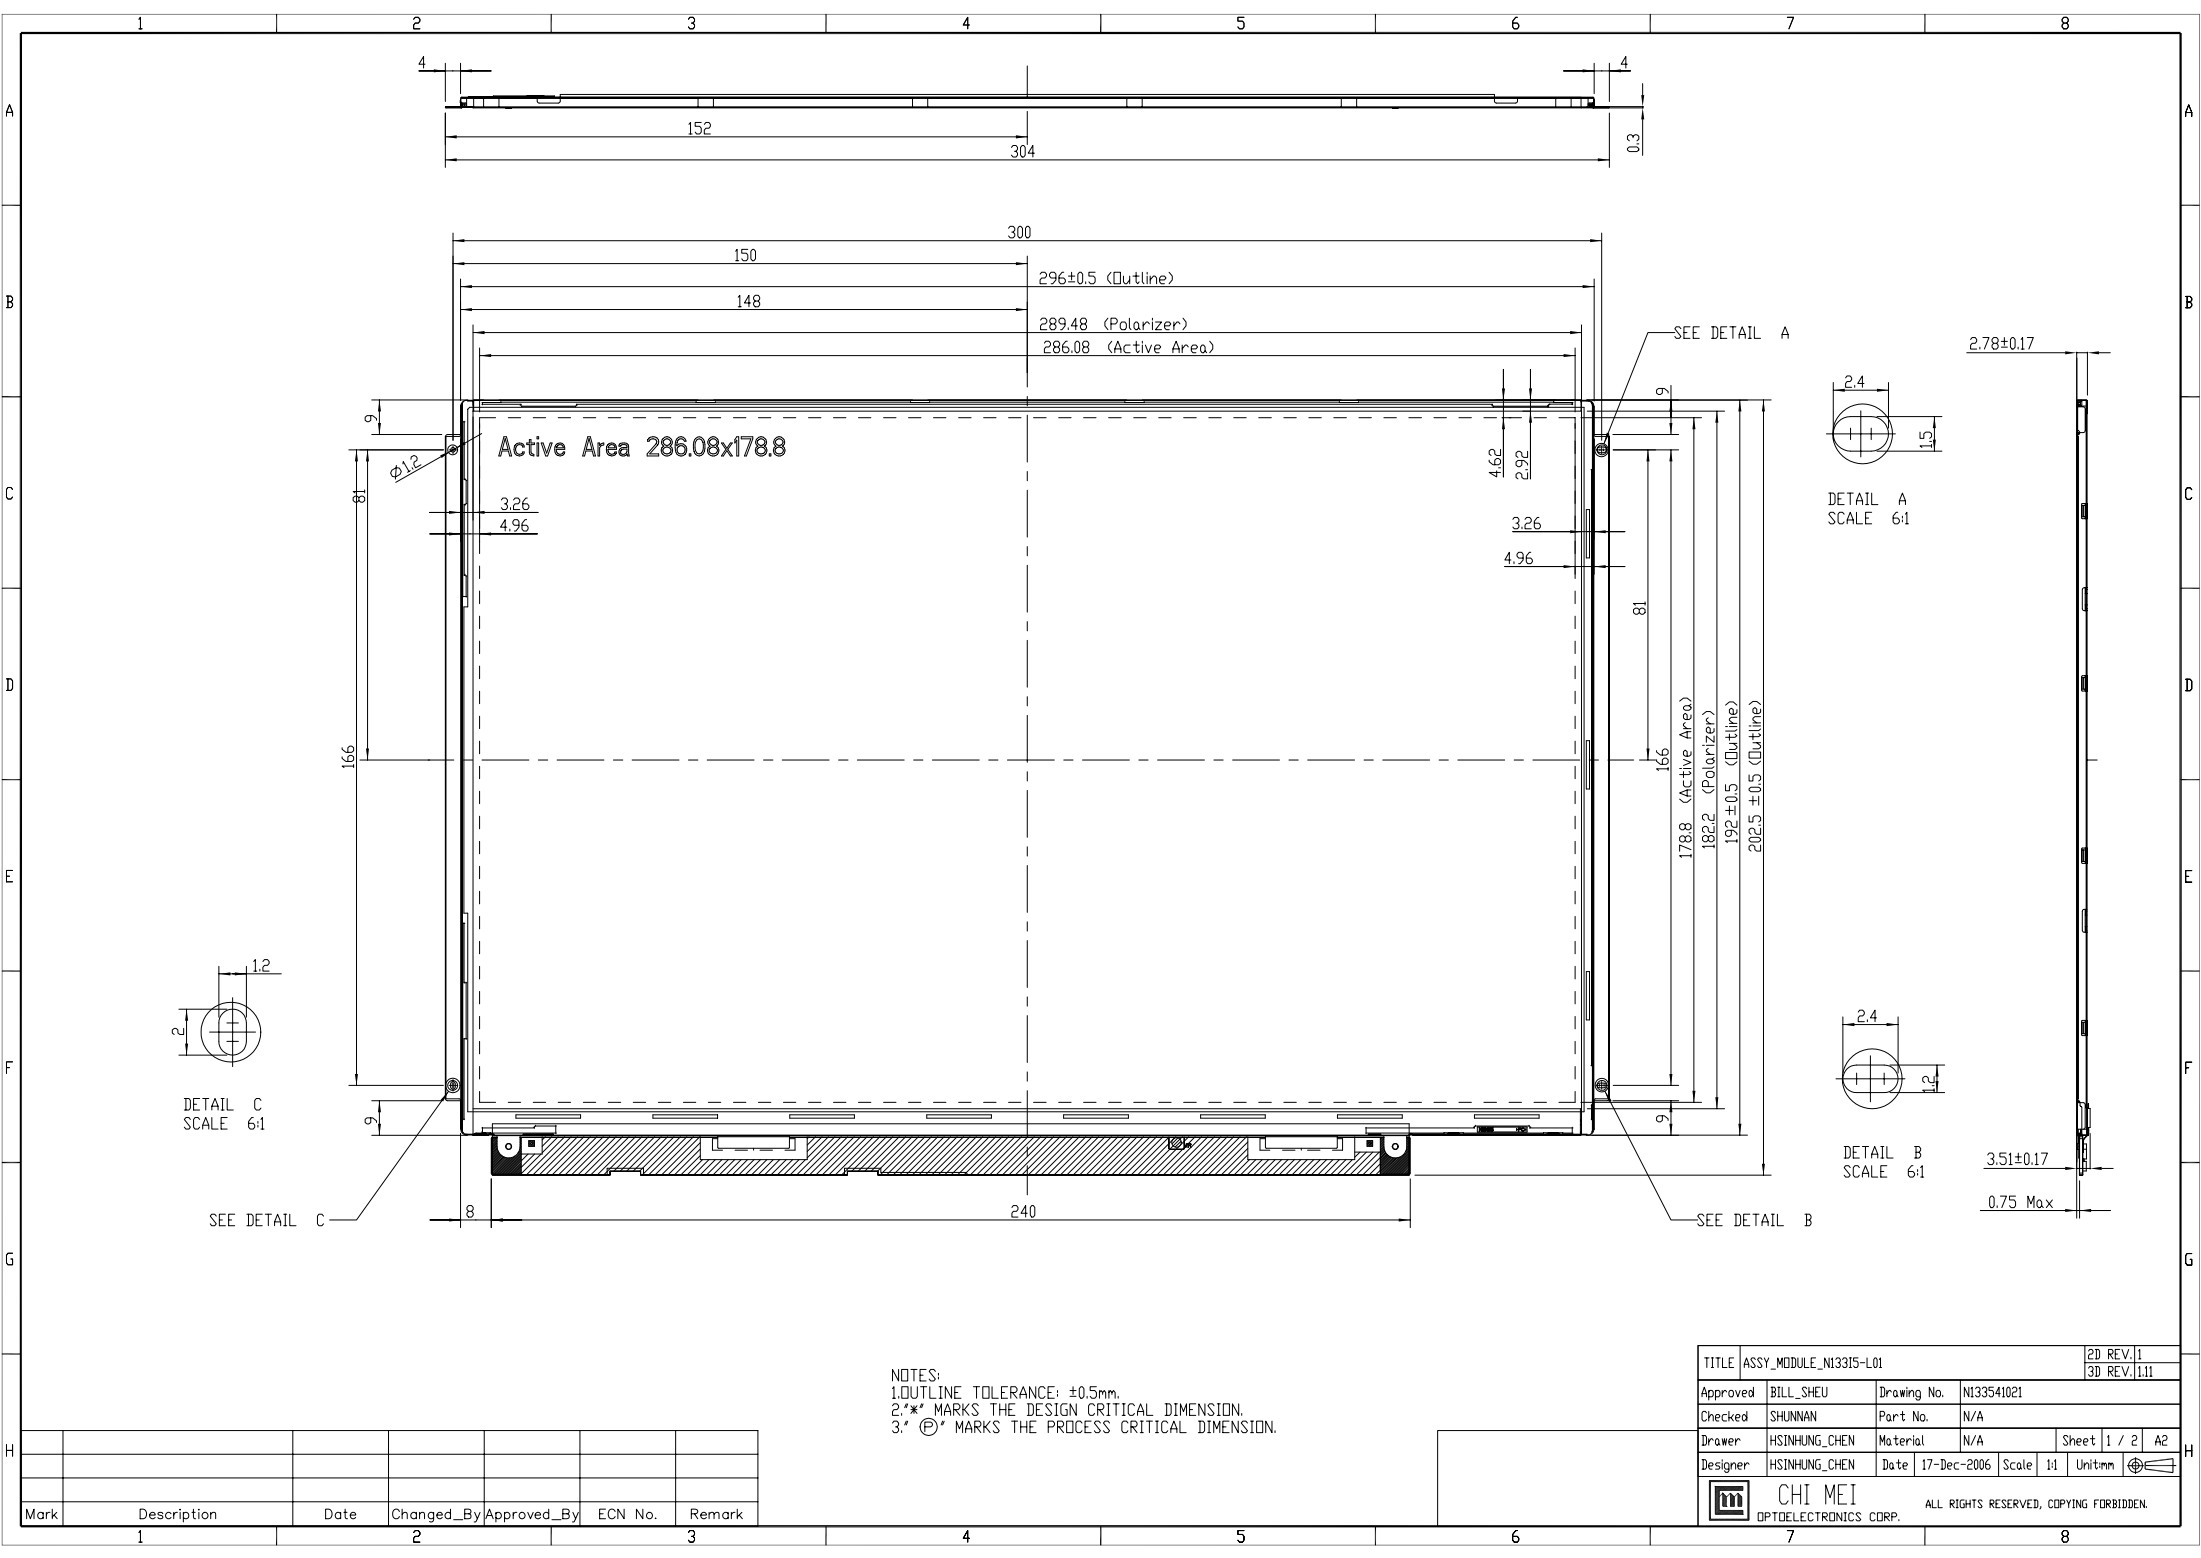 1 2 3 4 5 6 7 8
A A
4 4
152
304
0.3
300
150
B 296±0.5 (Outline) B
148
289.48 (Polarizer)
286.08 (Active Area)
SEE DETAIL A
2.78±0.17
2.4
1.5
9 9
Active Area 286.08x178.8
Ø1.2
4.62
2.92
C C
81
3.26
4.96
3.26
4.96
DETAIL A
SCALE 6:1
81
D D
166
166
178.8 (Active Area)
182.2 (Polarizer)
192±0.5 (Outline)
202.5 ±0.5 (Outline)
E E
1.2
2
2.4
1.2
F F
DETAIL C
SCALE 6:1
9 9
DETAIL B
SCALE 6:1
3.51±0.17
0.75 Max
SEE DETAIL C
8
240
SEE DETAIL B
G G
NOTES:
1.OUTLINE TOLERANCE: ±0.5mm.
2."*" MARKS THE DESIGN CRITICAL DIMENSION.
3." Ⓟ" MARKS THE PROCESS CRITICAL DIMENSION.
TITLE ASSY_MODULE_N133I5-L01 2D REV. 1
3D REV. 1.11
Approved BILL_SHEU Drawing No. N133541021
Checked SHUNNAN Part No. N/A
Drawer HSINHUNG_CHEN Material N/A Sheet 1 / 2 A2
Designer HSINHUNG_CHEN Date 17-Dec-2006 Scale 1:1 Unit:mm
H H
CHI MEI
OPTOELECTRONICS CORP.
ALL RIGHTS RESERVED, COPYING FORBIDDEN.
Mark Description Date Changed_By Approved_By ECN No. Remark
1 2 3 4 5 6 7 8